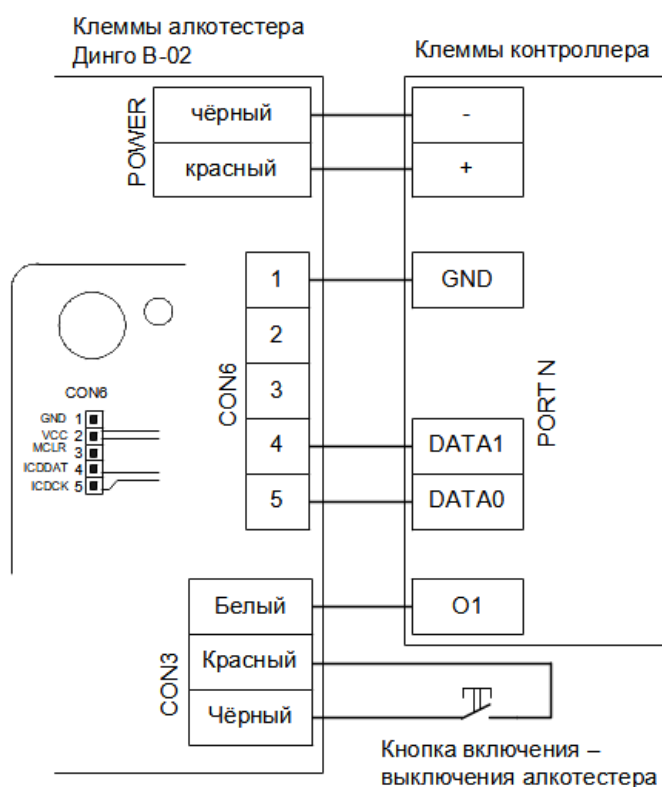 Клеммы алкотестера
Динго В-02
Клеммы контроллера
POWER
чёрный
-
красный
+
CON6
1
GND
2
3
4
DATA1
5
DATA0
PORT N
CON6
GND 1
VCC 2
MCLR 3
ICDDAT 4
ICDCK 5
CON3
Белый
O1
Красный
Чёрный
Кнопка включения –
выключения алкотестера